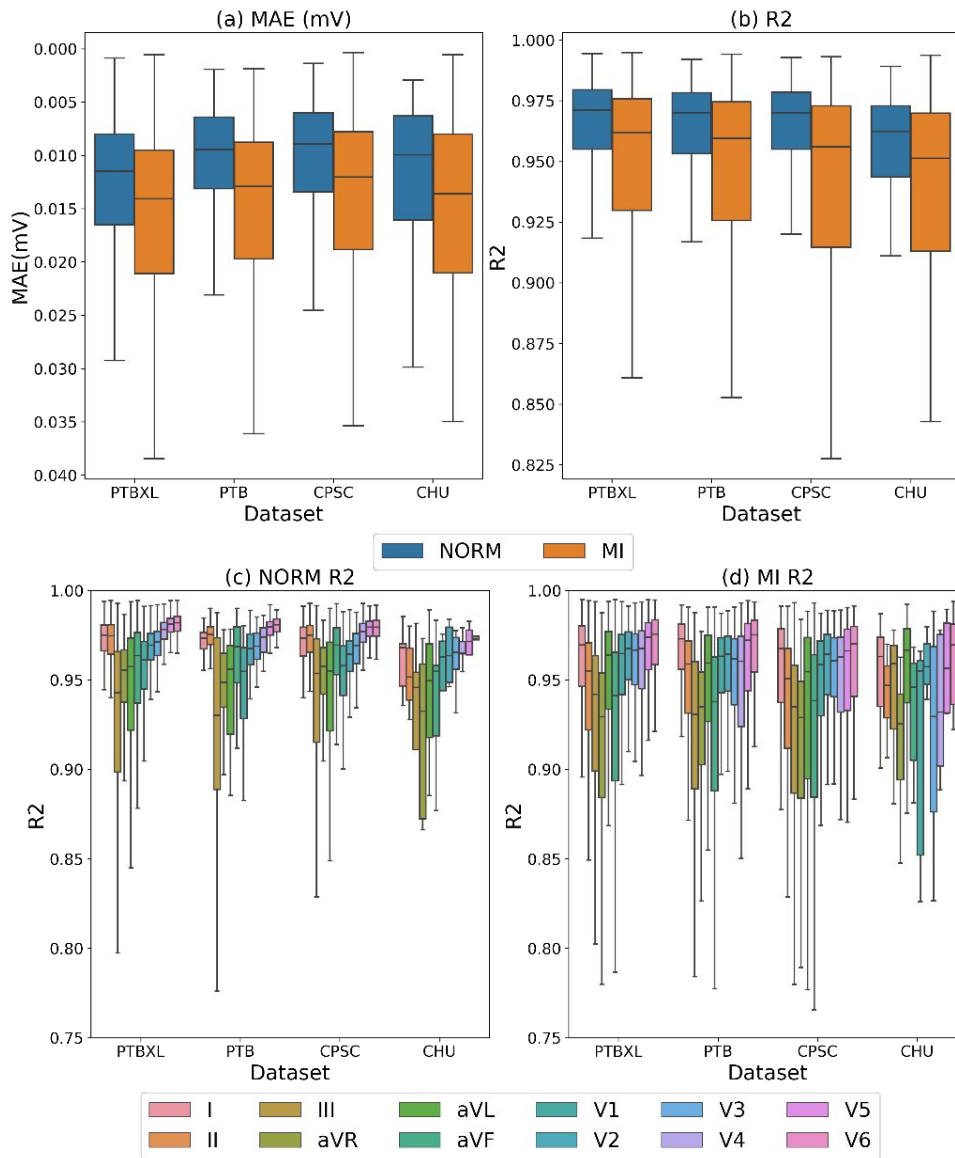 (a) MAE (mV)
0.000
0.005
0.010
0.015
0.020
0.025
0.030
0.035
0.040
MAE(mV)
PTBXL PTB CPSC CHU
Dataset
(b) R2
1.000
0.975
0.950
0.925
0.900
0.875
0.850
0.825
R2
PTBXL PTB CPSC CHU
Dataset
NORM MI
(c) NORM R2
1.00
0.95
0.90
0.85
0.80
0.75
R2
PTBXL PTB CPSC CHU
Dataset
(d) MI R2
1.00
0.95
0.90
0.85
0.80
0.75
R2
PTBXL PTB CPSC CHU
Dataset
I III aVL V1 V3 V5
II aVR aVF V2 V4 V6